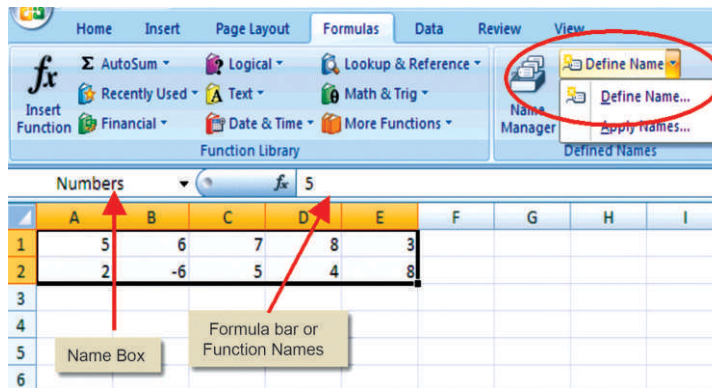 Home Insert Page Layout Formulas Data Review View
fx Σ AutoSum Logical Lookup & Reference Define Name
Insert Function Recently Used A Text θ Math & Trig Name Manager Define Name...
Financial Date & Time More Functions Apply Names...
Function Library Defined Names
Numbers fx 5
A B C D E F G H I
1 5 6 7 8 3
2 2 -6 5 4 8
3
4
5
6
Name Box
Formula bar or
Function Names